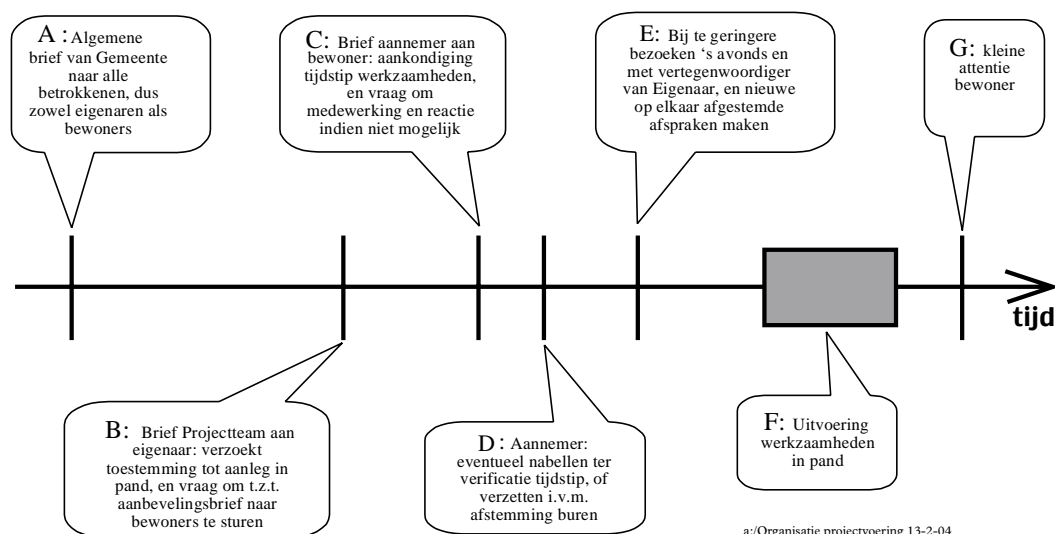 A: Algemene
brief van Gemeente
naar alle
betrokkenen, dus
zowel eigenaren als
bewoners
B: Brief Projectteam aan
eigenaar: verzoekt
toestemming tot aanleg in
pand, en vraag om t.z.t.
aanbevelingsbrief naar
bewoners te sturen
C: Brief aannemer aan
bewoner: aankondiging
tijdstip werkzaamheden,
en vraag om
medewerking en reactie
indien niet mogelijk
D: Aannemer:
eventueel nabellen ter
verificatie tijdstip, of
verzetten i.v.m.
afstemming buren
E: Bij te geringere
bezoeken ‘s avonds en
met vertegenwoordiger
van Eigenaar, en nieuwe
op elkaar afgestemde
afspraken maken
F: Uitvoering
werkzaamheden
in pand
G: kleine
attentie
bewoner
tijd
a:/Organisatie projectvoering 13-2-04